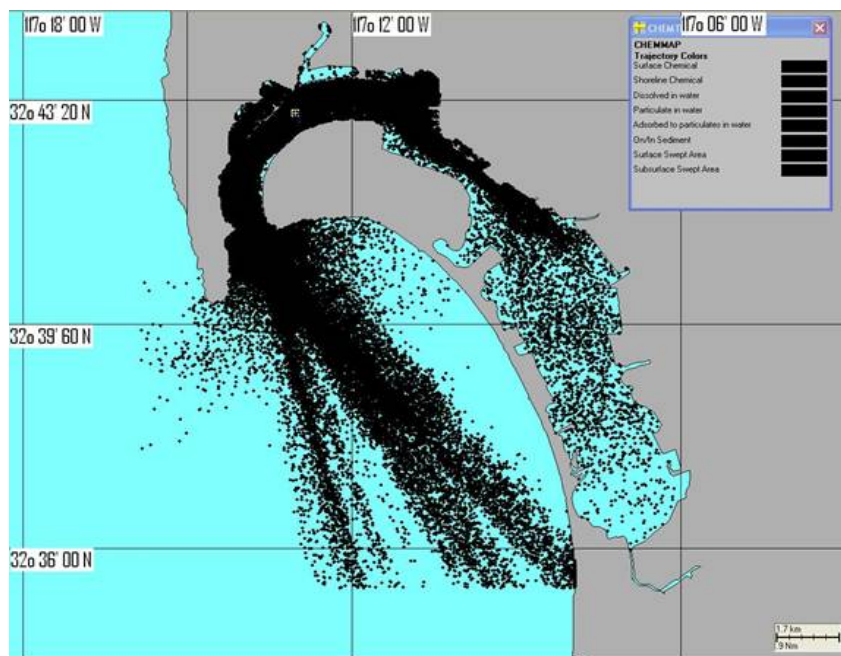 117o 18' 00 W
117o 12' 00 W
117o 06' 00 W
CHEMMAP
Trajectory Colors
Surface Chemical
Shoreline Chemical
Dissolved in water
Particulate in water
Adsorbed to particulates in water
On/In Sediment
Surface Swept Area
Subsurface Swept Area
32o 43' 20 N
32o 39' 60 N
32o 36' 00 N
1.7 km
.9 Nm